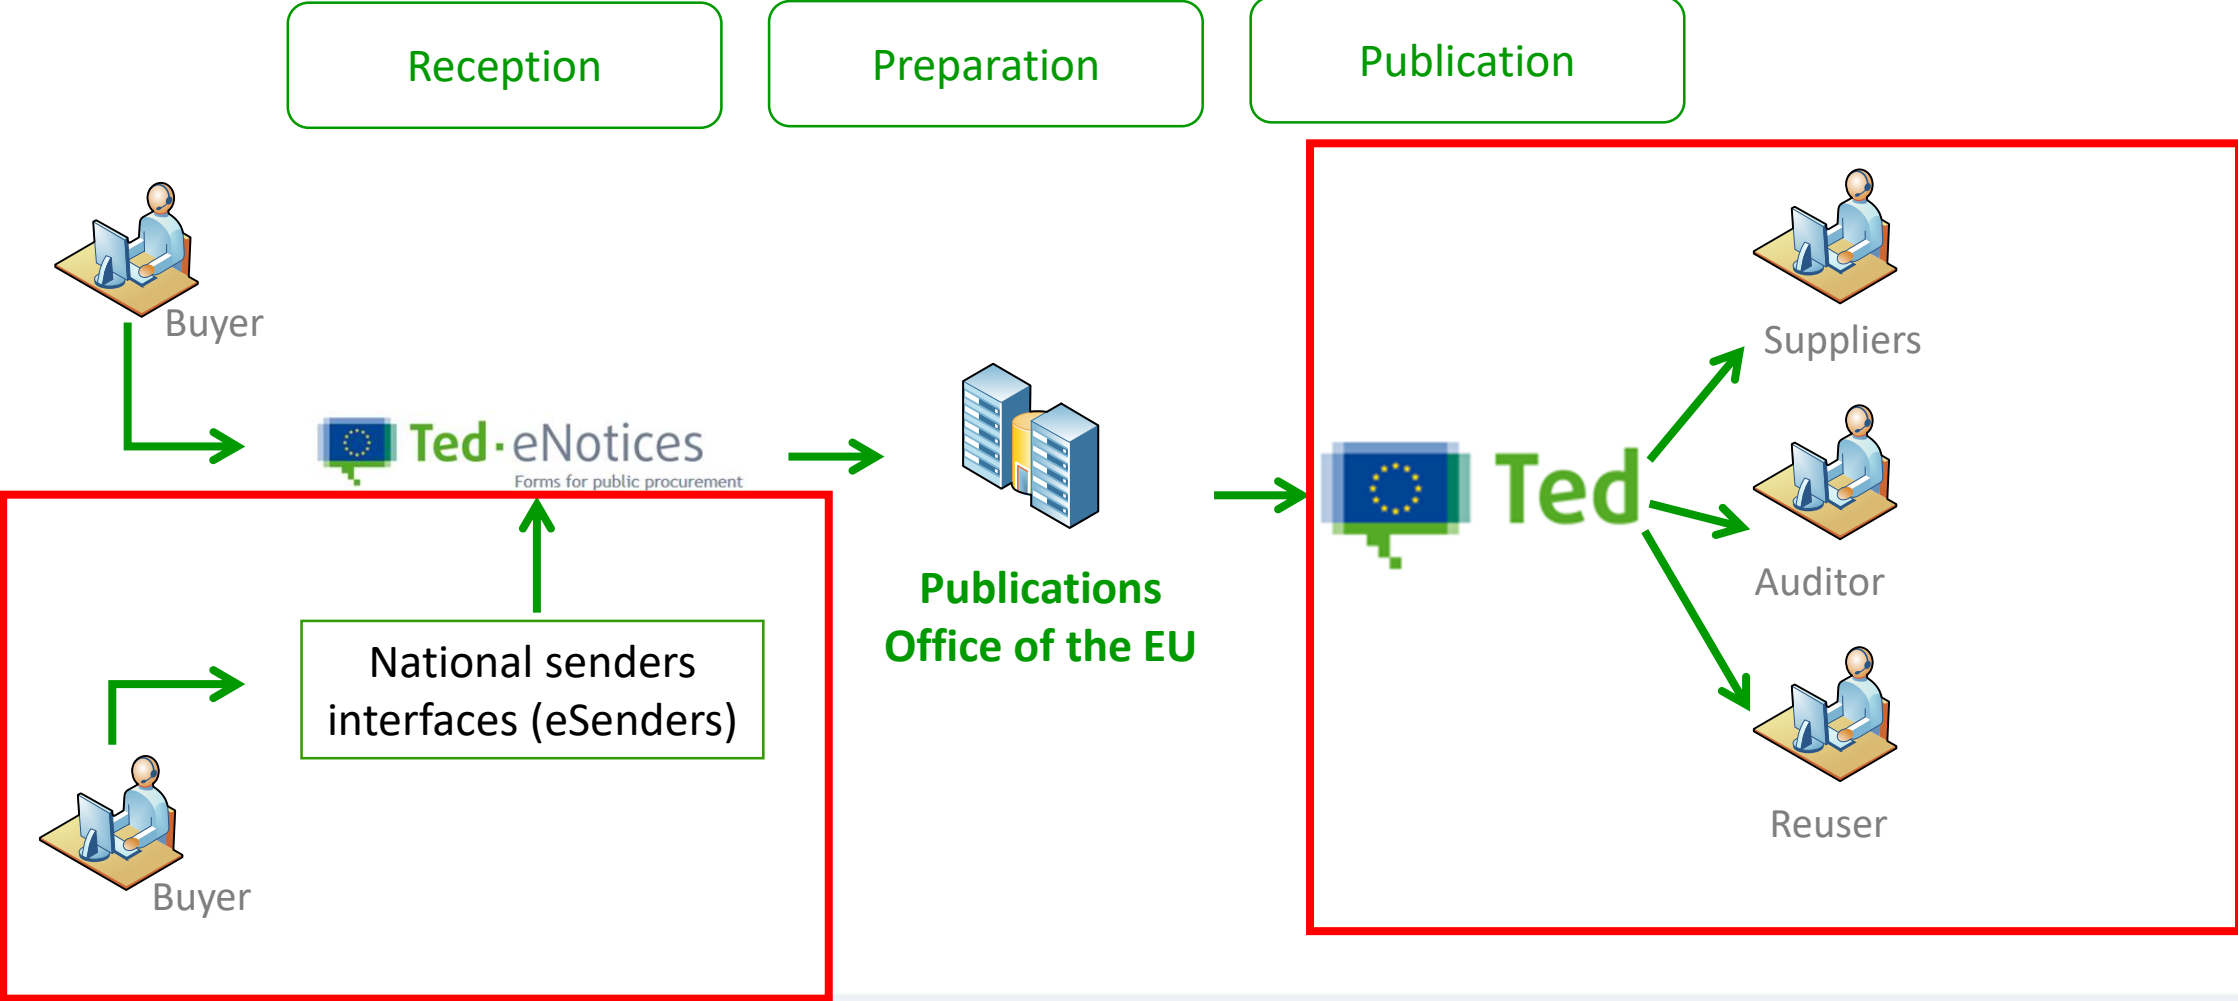 Reception
Preparation
Publication
Buyer
Ted·eNotices
Forms for public procurement
National senders
interfaces (eSenders)
Buyer
Publications
Office of the EU
Ted
Suppliers
Auditor
Reuser